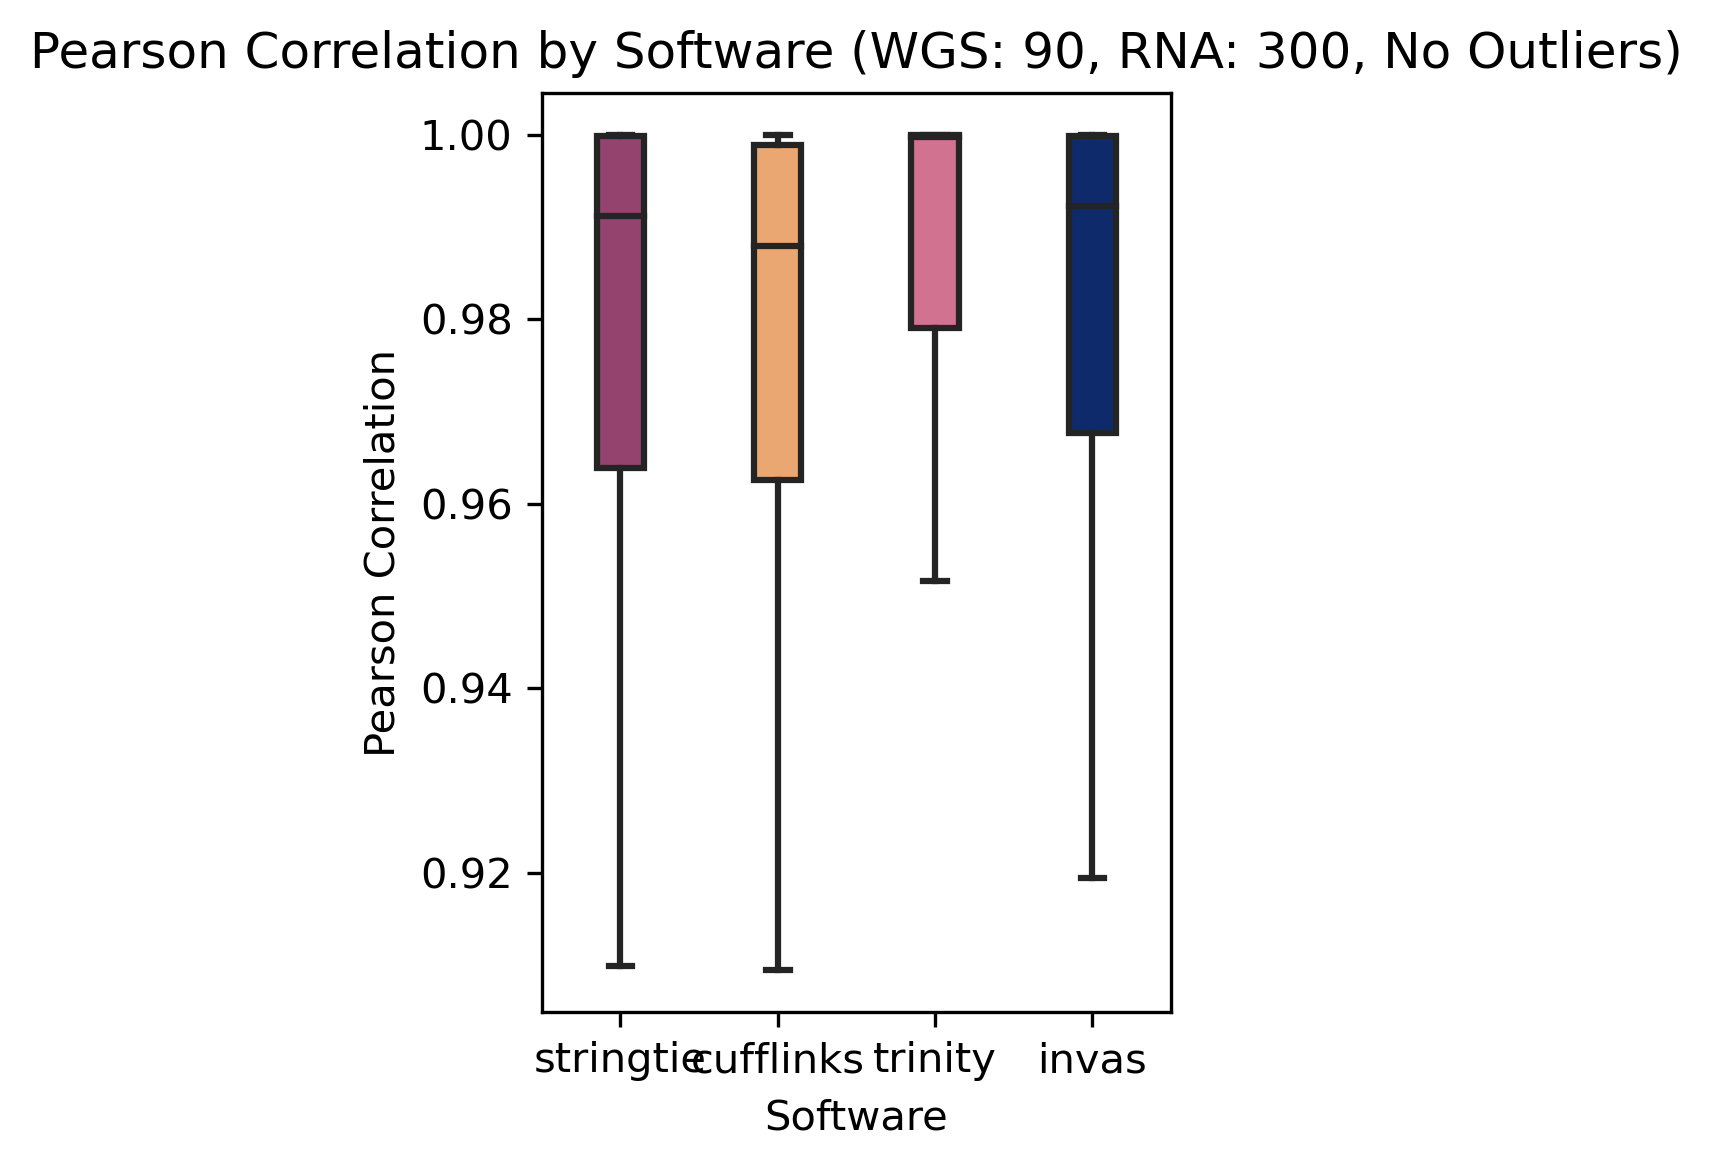 Pearson Correlation by Software (WGS: 90, RNA: 300, No Outliers)
1.00
0.98
0.96
0.94
0.92
Pearson Correlation
stringtie
cufflinks
trinity
invas
Software